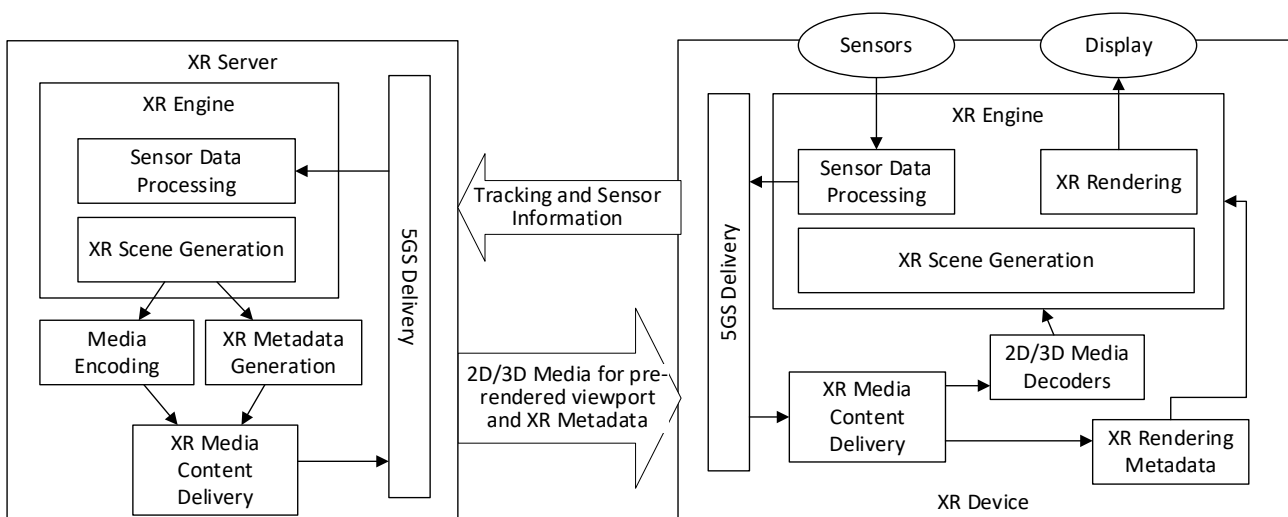 XR Server
XR Engine
Sensor Data
Processing
XR Scene Generation
Media
Encoding
XR Metadata
Generation
XR Media
Content
Delivery
5GS Delivery
Tracking and Sensor
Information
2D/3D Media for pre-
rendered viewport
and XR Metadata
Sensors
Display
5GS Delivery
XR Engine
Sensor Data
Processing
XR Rendering
XR Scene Generation
2D/3D Media
Decoders
XR Media
Content
Delivery
XR Rendering
Metadata
XR Device